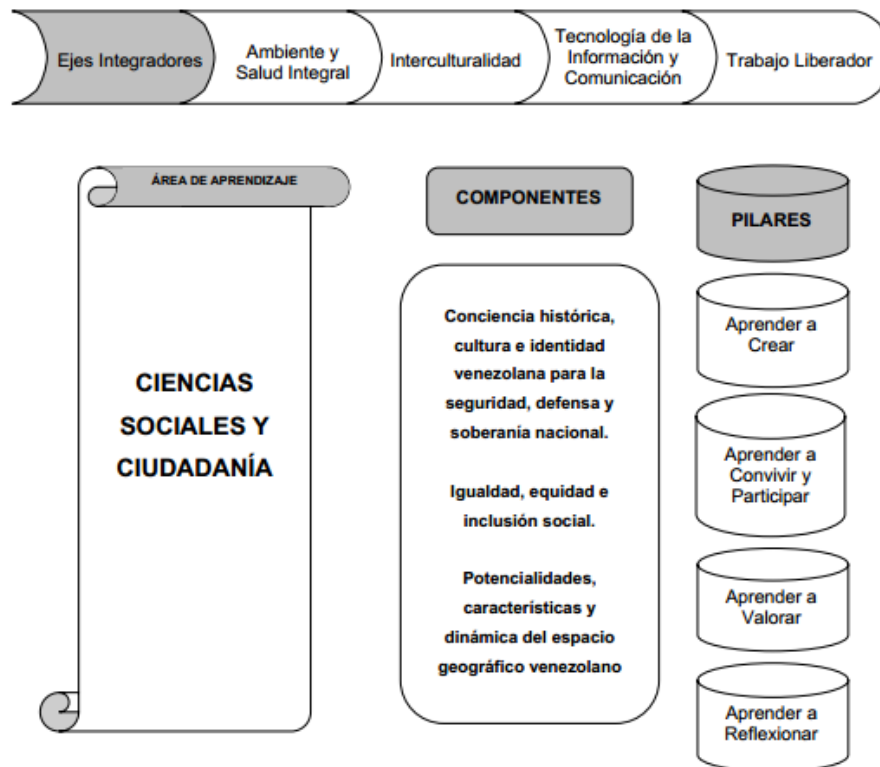 Ejes Integradores
Ambiente y
Salud Integral
Interculturalidad
Tecnología de la
Información y
Comunicación
Trabajo Liberador
ÁREA DE APRENDIZAJE
CIENCIAS
SOCIALES Y
CIUDADANÍA
COMPONENTES
Conciencia histórica,
cultura e identidad
venezolana para la
seguridad, defensa y
soberanía nacional.
Igualdad, equidad e
inclusión social.
Potencialidades,
características y
dinámica del espacio
geográfico venezolano
PILARES
Aprender a
Crear
Aprender a
Convivir y
Participar
Aprender a
Valorar
Aprender a
Reflexionar